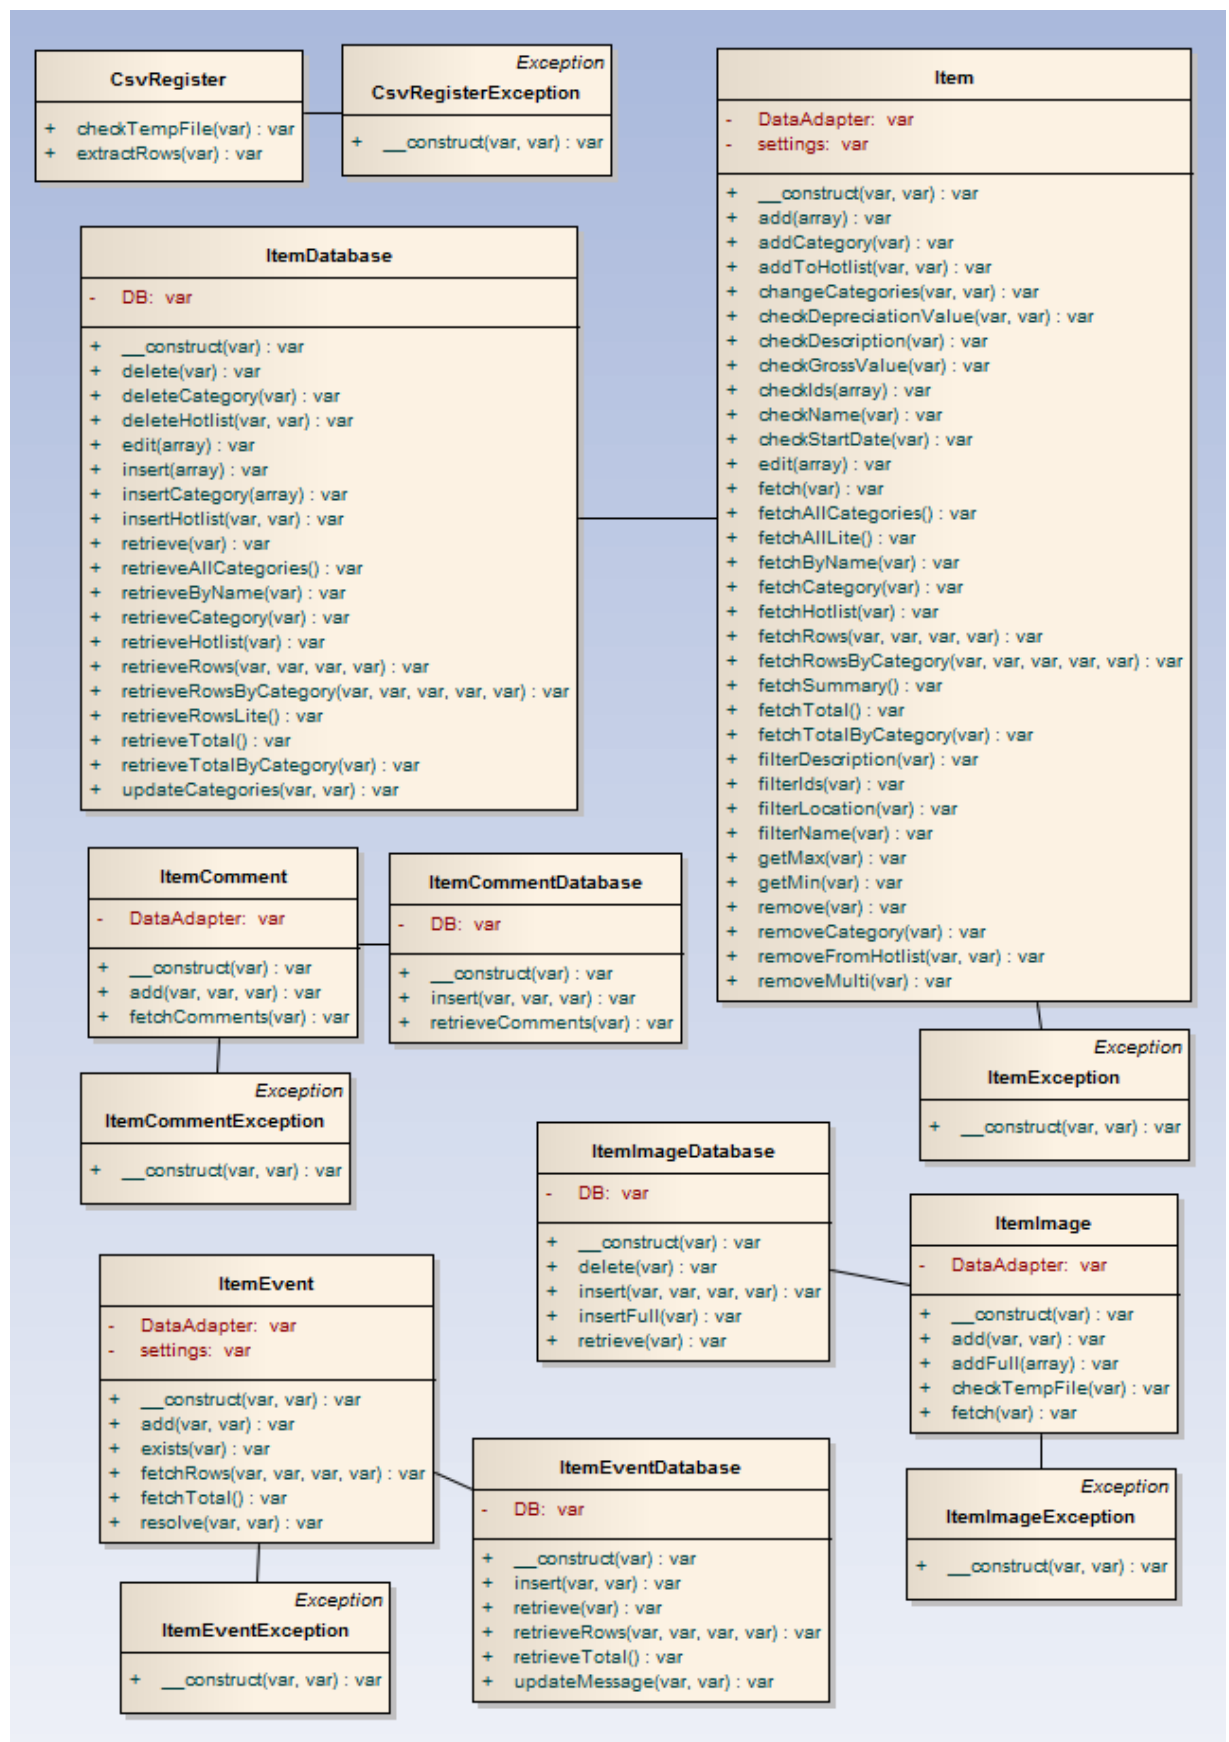 CsvRegister
+ checkTempFile(var) : var
+ extractRows(var) : var
Exception
CsvRegisterException
+ __construct(var, var) : var
Item
- DataAdapter: var
- settings: var
+ __construct(var, var) : var
+ add(array) : var
+ addCategory(var) : var
+ addToHotlist(var, var) : var
+ changeCategories(var, var) : var
+ checkDepreciationValue(var, var) : var
+ checkDescription(var) : var
+ checkGrossValue(var) : var
+ checkIds(array) : var
+ checkName(var) : var
+ checkStartDate(var) : var
+ edit(array) : var
+ fetch(var) : var
+ fetchAllCategories() : var
+ fetchAllLite() : var
+ fetchByName(var) : var
+ fetchCategory(var) : var
+ fetchHotlist(var) : var
+ fetchRows(var, var, var, var) : var
+ fetchRowsByCategory(var, var, var, var, var) : var
+ fetchSummary() : var
+ fetchTotal() : var
+ fetchTotalByCategory(var) : var
+ filterDescription(var) : var
+ filterIds(var) : var
+ filterLocation(var) : var
+ filterName(var) : var
+ getMax(var) : var
+ getMin(var) : var
+ remove(var) : var
+ removeCategory(var) : var
+ removeFromHotlist(var, var) : var
+ removeMulti(var) : var
ItemDatabase
- DB: var
+ __construct(var) : var
+ delete(var) : var
+ deleteCategory(var) : var
+ deleteHotlist(var, var) : var
+ edit(array) : var
+ insert(array) : var
+ insertCategory(array) : var
+ insertHotlist(var, var) : var
+ retrieve(var) : var
+ retrieveAllCategories() : var
+ retrieveByName(var) : var
+ retrieveCategory(var) : var
+ retrieveHotlist(var) : var
+ retrieveRows(var, var, var, var) : var
+ retrieveRowsByCategory(var, var, var, var, var) : var
+ retrieveRowsLite() : var
+ retrieveTotal() : var
+ retrieveTotalByCategory(var) : var
+ updateCategories(var, var) : var
ItemComment
- DataAdapter: var
+ __construct(var) : var
+ add(var, var, var) : var
+ fetchComments(var) : var
ItemCommentDatabase
- DB: var
+ __construct(var) : var
+ insert(var, var, var) : var
+ retrieveComments(var) : var
Exception
ItemException
+ __construct(var, var) : var
Exception
ItemCommentException
+ __construct(var, var) : var
ItemImageDatabase
- DB: var
+ __construct(var) : var
+ delete(var) : var
+ insert(var, var, var, var) : var
+ insertFull(var) : var
+ retrieve(var) : var
ItemImage
- DataAdapter: var
+ __construct(var) : var
+ add(var, var) : var
+ addFull(array) : var
+ checkTempFile(var) : var
+ fetch(var) : var
ItemEvent
- DataAdapter: var
- settings: var
+ __construct(var, var) : var
+ add(var, var) : var
+ exists(var) : var
+ fetchRows(var, var, var, var) : var
+ fetchTotal() : var
+ resolve(var, var) : var
ItemEventDatabase
- DB: var
+ __construct(var) : var
+ insert(var, var) : var
+ retrieve(var) : var
+ retrieveRows(var, var, var, var) : var
+ retrieveTotal() : var
+ updateMessage(var, var) : var
Exception
ItemImageException
+ __construct(var, var) : var
Exception
ItemEventException
+ __construct(var, var) : var